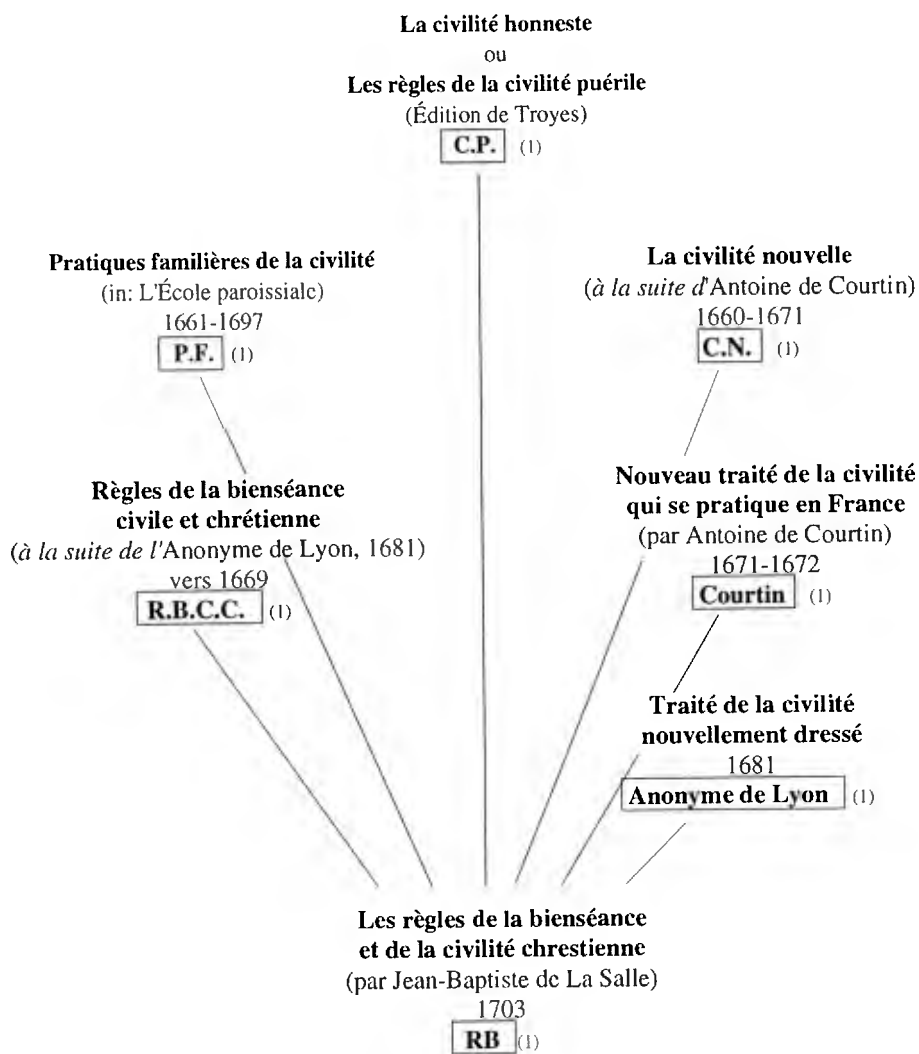 La civilité honneste
ou
Les règles de la civilité puérile
(Édition de Troyes)
C.P. (1)
Pratiques familières de la civilité
(in: L'École paroissiale)
1661-1697
P.F. (1)
La civilité nouvelle
(à la suite d'Antoine de Courtin)
1660-1671
C.N. (1)
Règles de la bienséance
civile et chrétienne
(à la suite de l'Anonyme de Lyon, 1681)
vers 1669
R.B.C.C. (1)
Nouveau traité de la civilité
qui se pratique en France
(par Antoine de Courtin)
1671-1672
Courtin (1)
Traité de la civilité
nouvellement dressé
1681
Anonyme de Lyon (1)
Les règles de la bienséance
et de la civilité chrestienne
(par Jean-Baptiste de La Salle)
1703
RB (1)